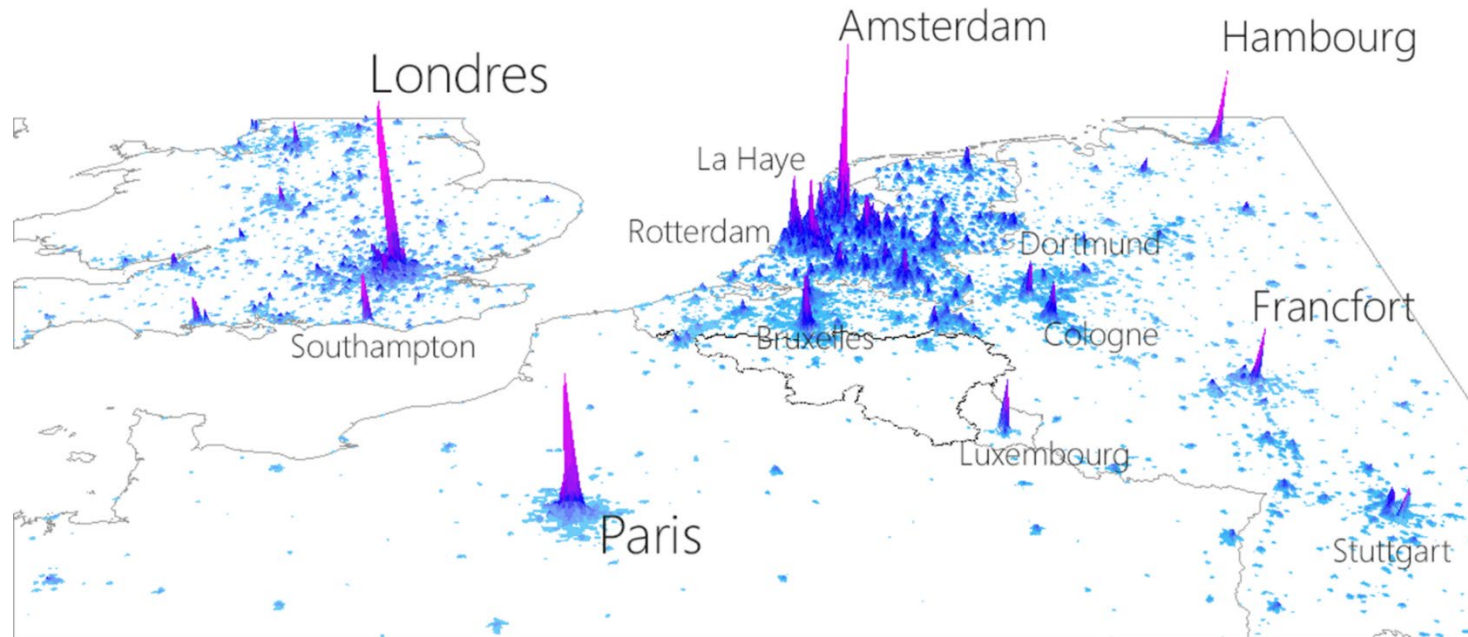 Amsterdam
Hambourg
Londres
La Haye
Rotterdam
Dortmund
Francfort
Southampton
Bruxelles
Cologne
Luxembourg
Paris
Stuttgart